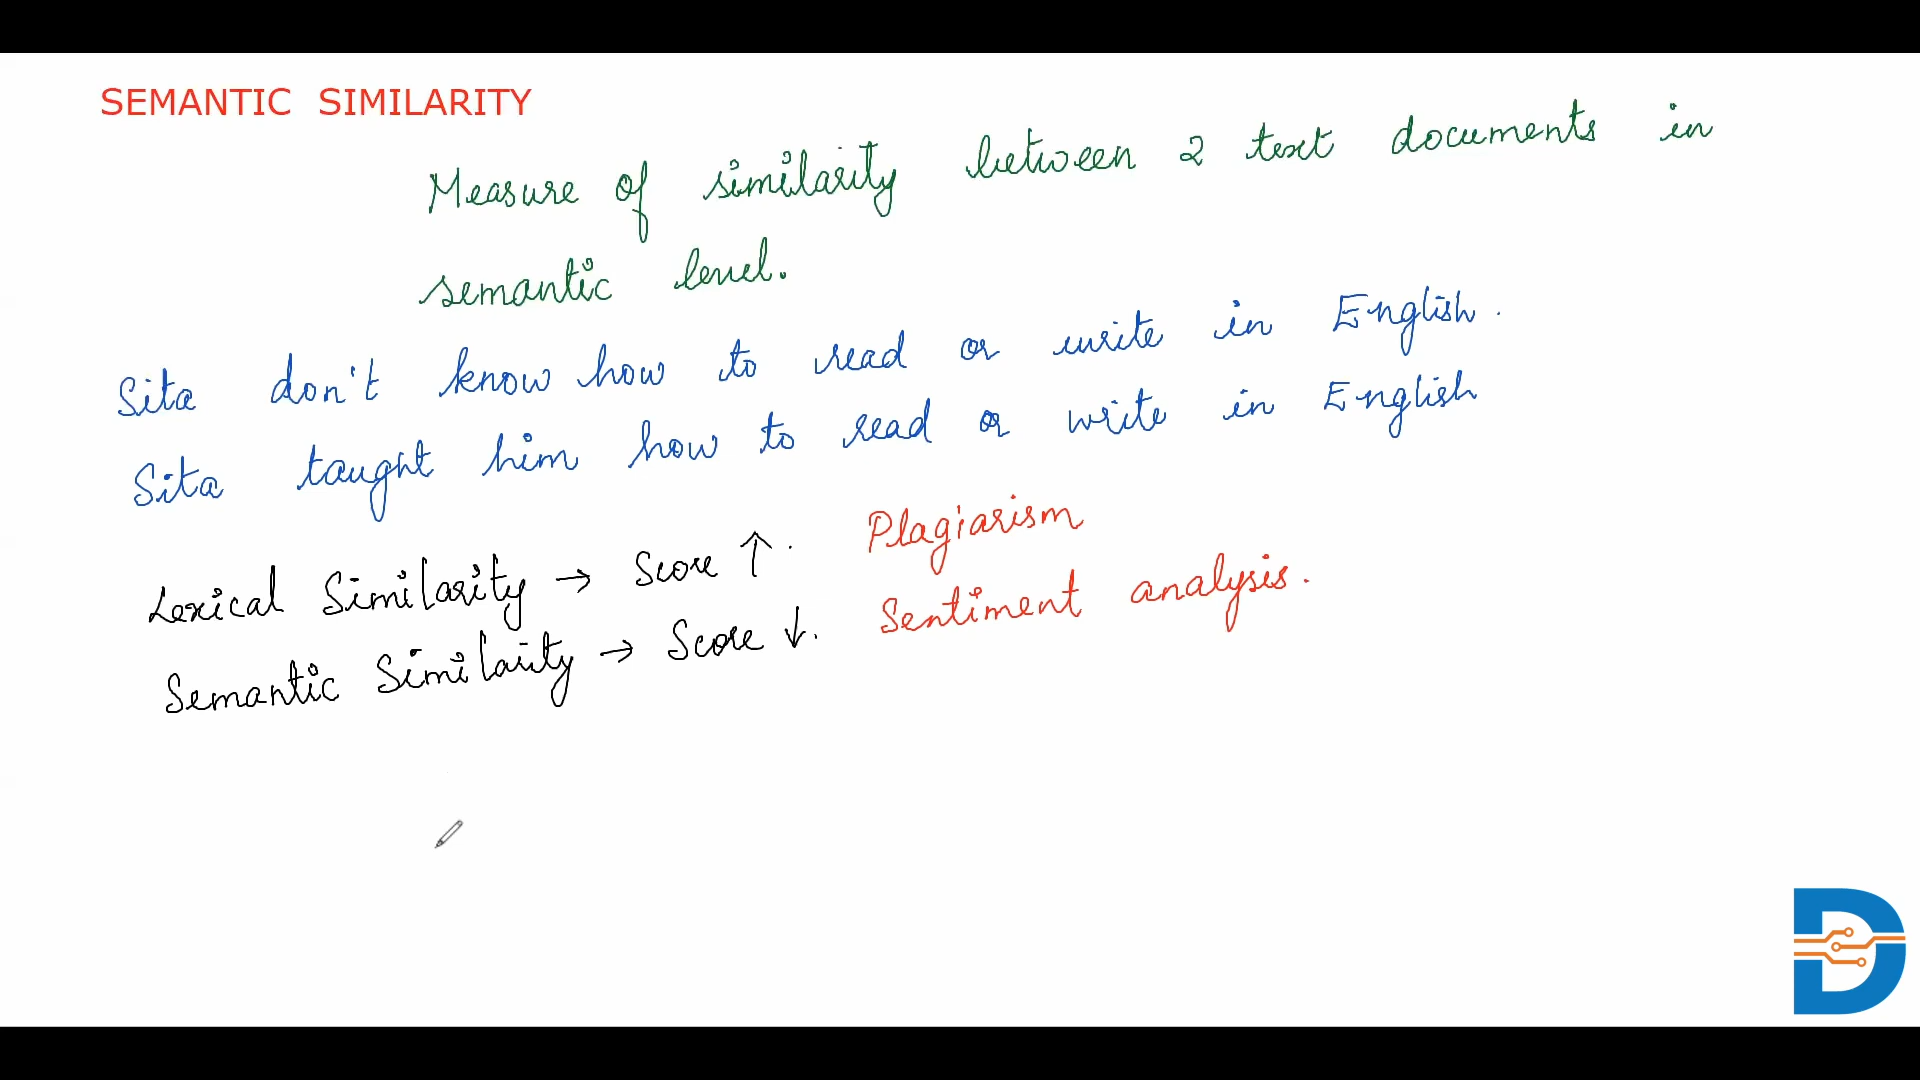 SEMANTIC SIMILARITY
Measure of similarity between 2 text documents in
semantic level.
Sita don't know how to read or write in English.
Sita taught him how to read or write in English
Lexical Similarity → Score ↑.
Semantic Similarity → Score ↓.
Plagiarism
Sentiment analysis.